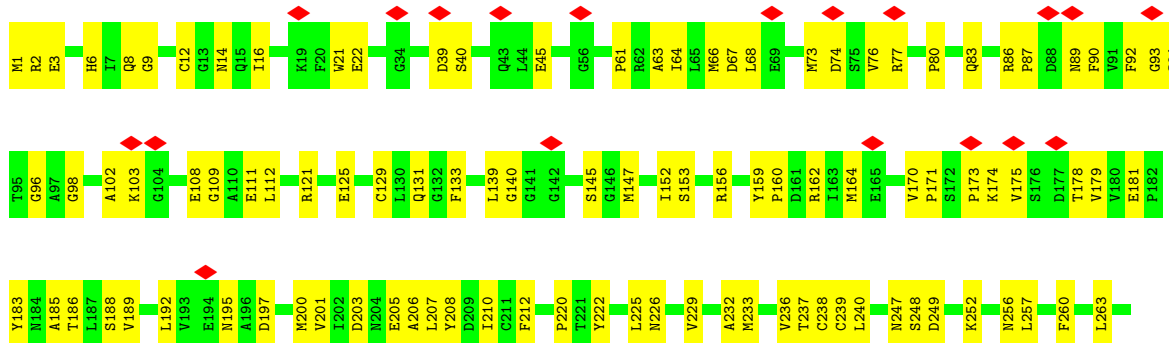 M1 R2 E3 H6 I7 Q8 G9 C12 G13 N14 Q15 I16 K19 F20 W21 E22 G34 D39 S40 Q43 L44 E45 G56 P61 R62 A63 I64 L65 M66 D67 L68 E69 M73 D74 S75 V76 R77 P80 Q83 R86 P87 D88 N89 F90 V91 F92 G93
T95 G96 A97 G98 A102 K103 G104 E108 G109 A110 E111 L112 R121 E125 C129 L130 Q131 G132 F133 L139 G140 G141 G142 S145 G146 M147 I152 S153 R156 Y159 P160 D161 R162 I163 M164 E165 V170 P171 S172 P173 K174 V175 S176 D177 T178 V179 V180 E181 P182
Y183 N184 A185 T186 L187 S188 V189 L192 V193 E194 N195 A196 D197 M200 V201 I202 D203 N204 E205 A206 L207 Y208 D209 I210 C211 F212 P220 T221 Y222 L225 N226 V229 A232 M233 V236 T237 C238 C239 L240 N247 S248 D249 K252 N256 L257 F260 L263